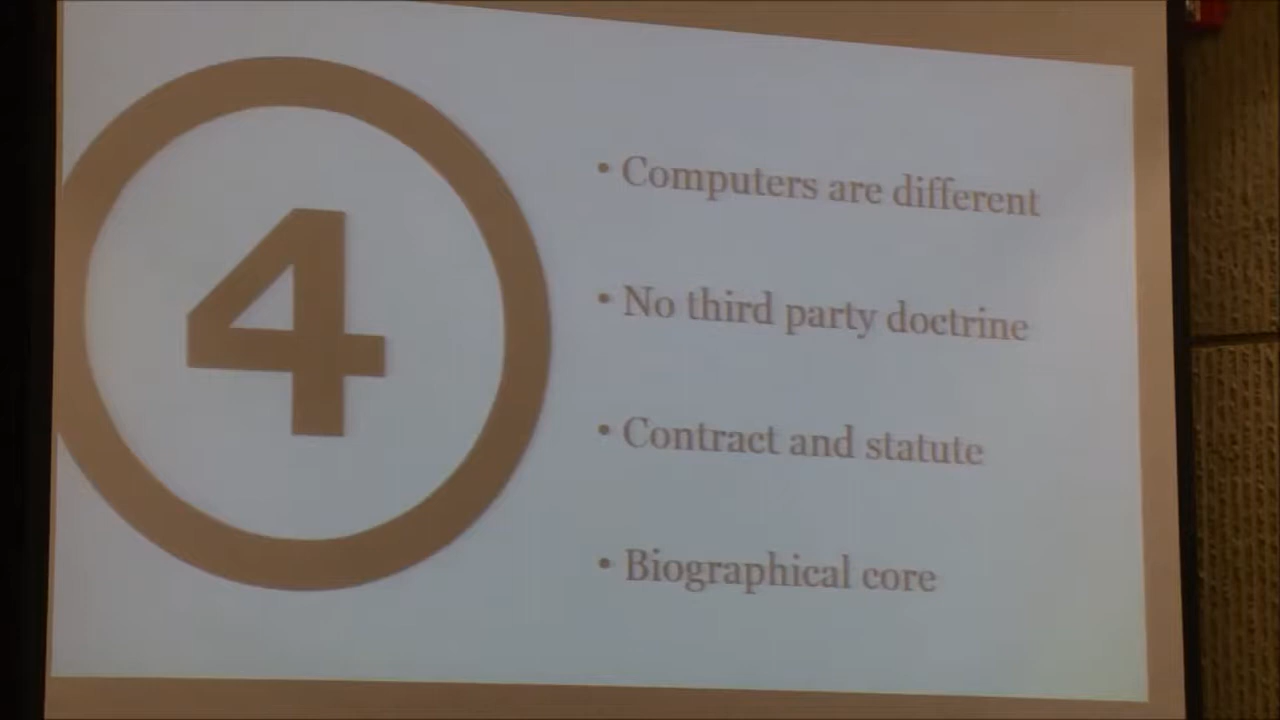 4
• Computers are different
• No third party doctrine
• Contract and statute
• Biographical core